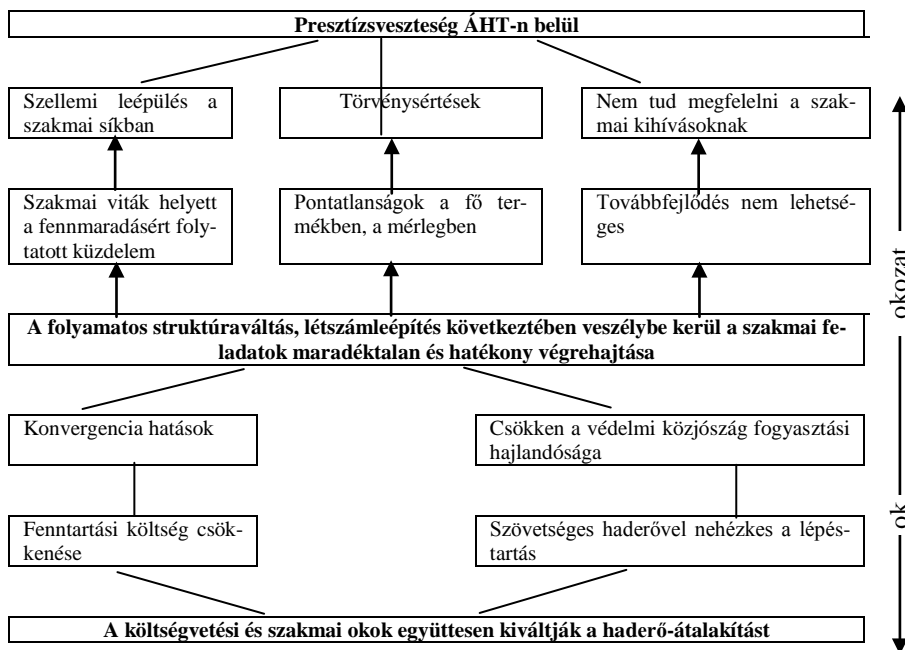 Presztízsveszteség ÁHT-n belül
Szellemi leépülés a
szakmai síkban
Törvénysértések
Nem tud megfelelni a szak-
mai kihívásoknak
Szakmai viták helyett
a fennmaradásért foly-
tatott küzdelem
Pontatlanságok a fő ter-
mékben, a mérlegben
Továbbfejlődés nem lehetsé-
ges
okozat
A folyamatos struktúraváltás, létszámleépítés következtében veszélybe kerül a szakmai fe-
ladatok maradéktalan és hatékony végrehajtása
Konvergencia hatások
Csökken a védelmi közjószág fogyasztási
hajlandósága
Fenntartási költség csök-
kenése
Szövetséges haderővel nehézkes a lépés-
tartás
ok
A költségvetési és szakmai okok együttesen kiváltják a haderő-átalakítást